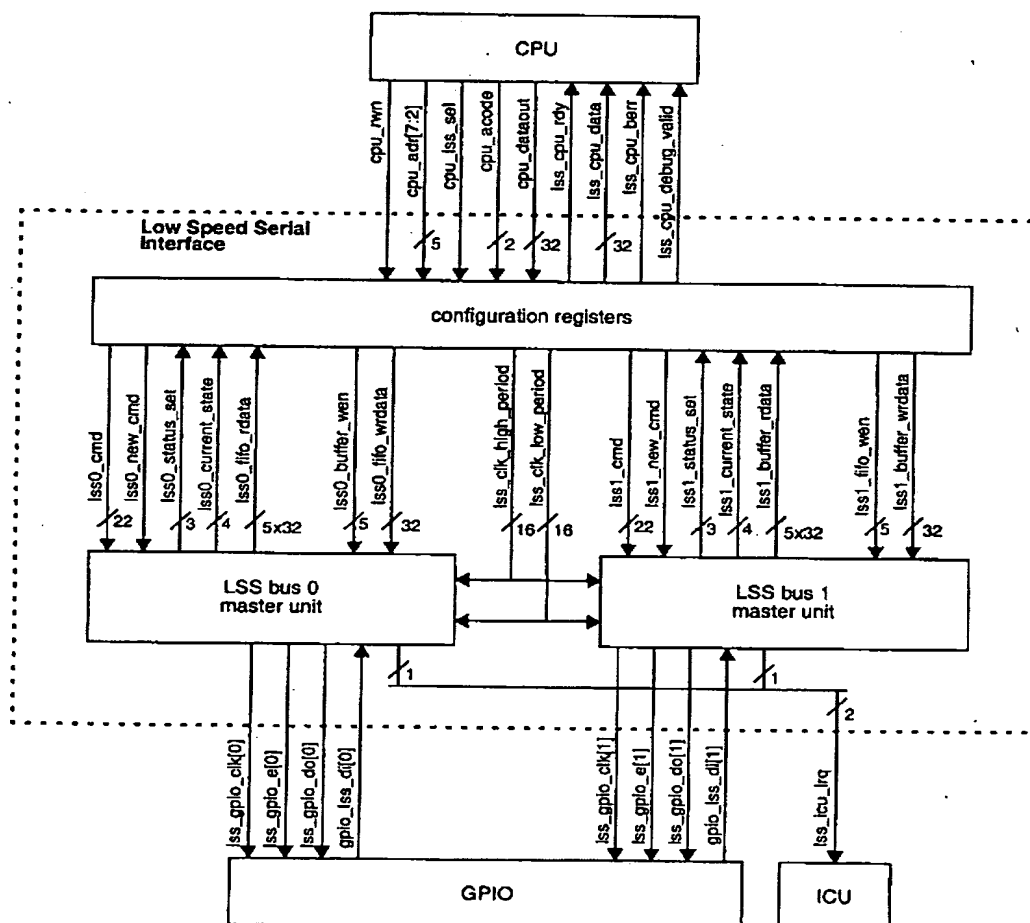 CPU
cpu_rwn
cpu_adr[7:2]
cpu_lss_sel
cpu_acode
cpu_dataout
lss_cpu_rdy
lss_cpu_data
lss_cpu_berr
lss_cpu_debug_valid
Low Speed Serial
Interface
5
2
32
32
configuration registers
lss0_cmd
lss0_new_cmd
lss0_status_set
lss0_current_state
lss0_fifo_rdata
lss0_buffer_wen
lss0_fifo_wrdata
lss_clk_high_period
lss_clk_low_period
lss1_cmd
lss1_new_cmd
lss1_status_set
lss1_current_state
lss1_buffer_rdata
lss1_fifo_wen
lss1_buffer_wrdata
22
3
4
5x32
5
32
16
16
22
3
4
5x32
5
32
LSS bus 0
master unit
LSS bus 1
master unit
1
1
2
lss_gpio_clk[0]
lss_gpio_e[0]
lss_gpio_do[0]
gpio_lss_di[0]
lss_gpio_clk[1]
lss_gpio_e[1]
lss_gpio_do[1]
gpio_lss_di[1]
lss_icu_irq
GPIO
ICU